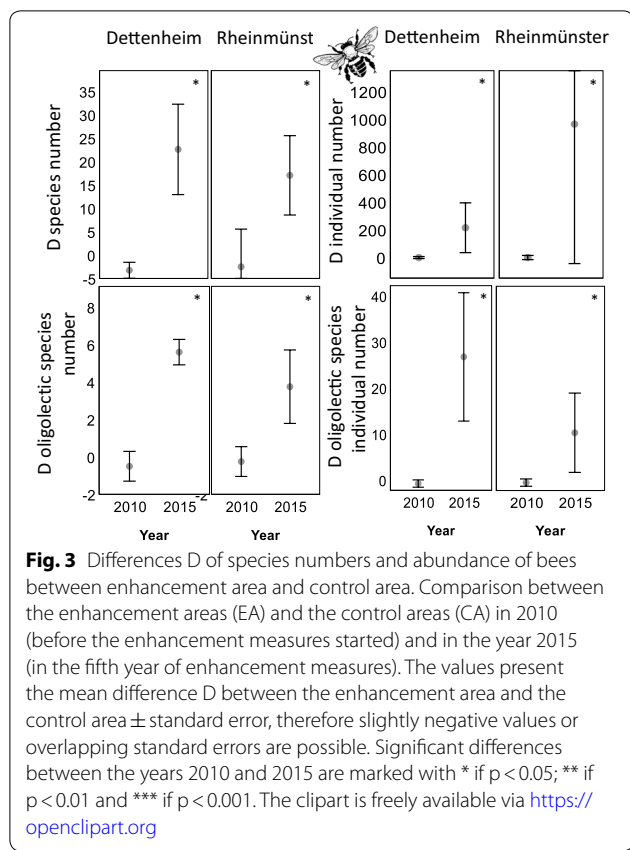 Dettenheim Rheinmünst Dettenheim Rheinmünster
D species number
35
30
25
20
15
10
5
0
-5
* *
D individual number
1200
1000
800
600
400
200
0
* *
D oligolectic species
number
8
6
4
2
0
-2
* *
-2
2010 2015 2010 2015
Year Year
D oligolectic species
individual number
40
30
20
10
0
* *
2010 2015 2010 2015
Year Year
Fig. 3 Differences D of species numbers and abundance of bees
between enhancement area and control area. Comparison between
the enhancement areas (EA) and the control areas (CA) in 2010
(before the enhancement measures started) and in the year 2015
(in the fifth year of enhancement measures). The values present
the mean difference D between the enhancement area and the
control area ± standard error, therefore slightly negative values or
overlapping standard errors are possible. Significant differences
between the years 2010 and 2015 are marked with * if p < 0.05; ** if
p < 0.01 and *** if p < 0.001. The clipart is freely available via https://
openclipart.org